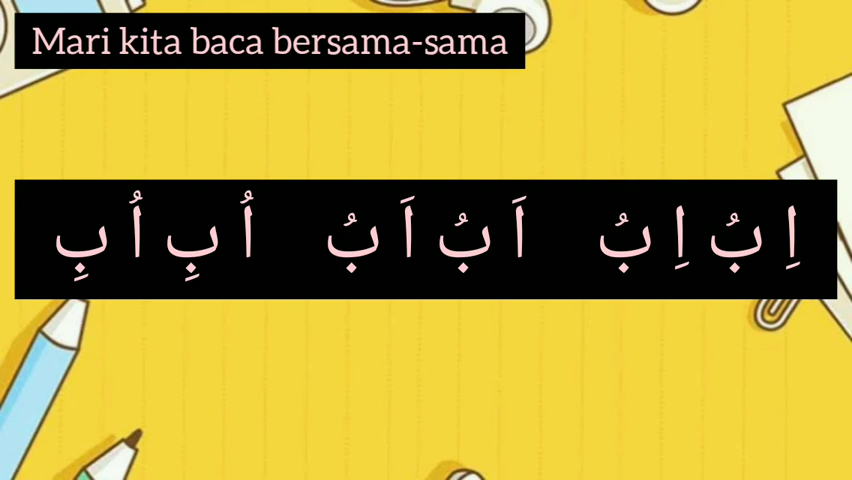 Mari kita baca bersama-sama
اِ بُ اِ بُ   اَ بُ اَ بُ   اُ بِ اُ بِ